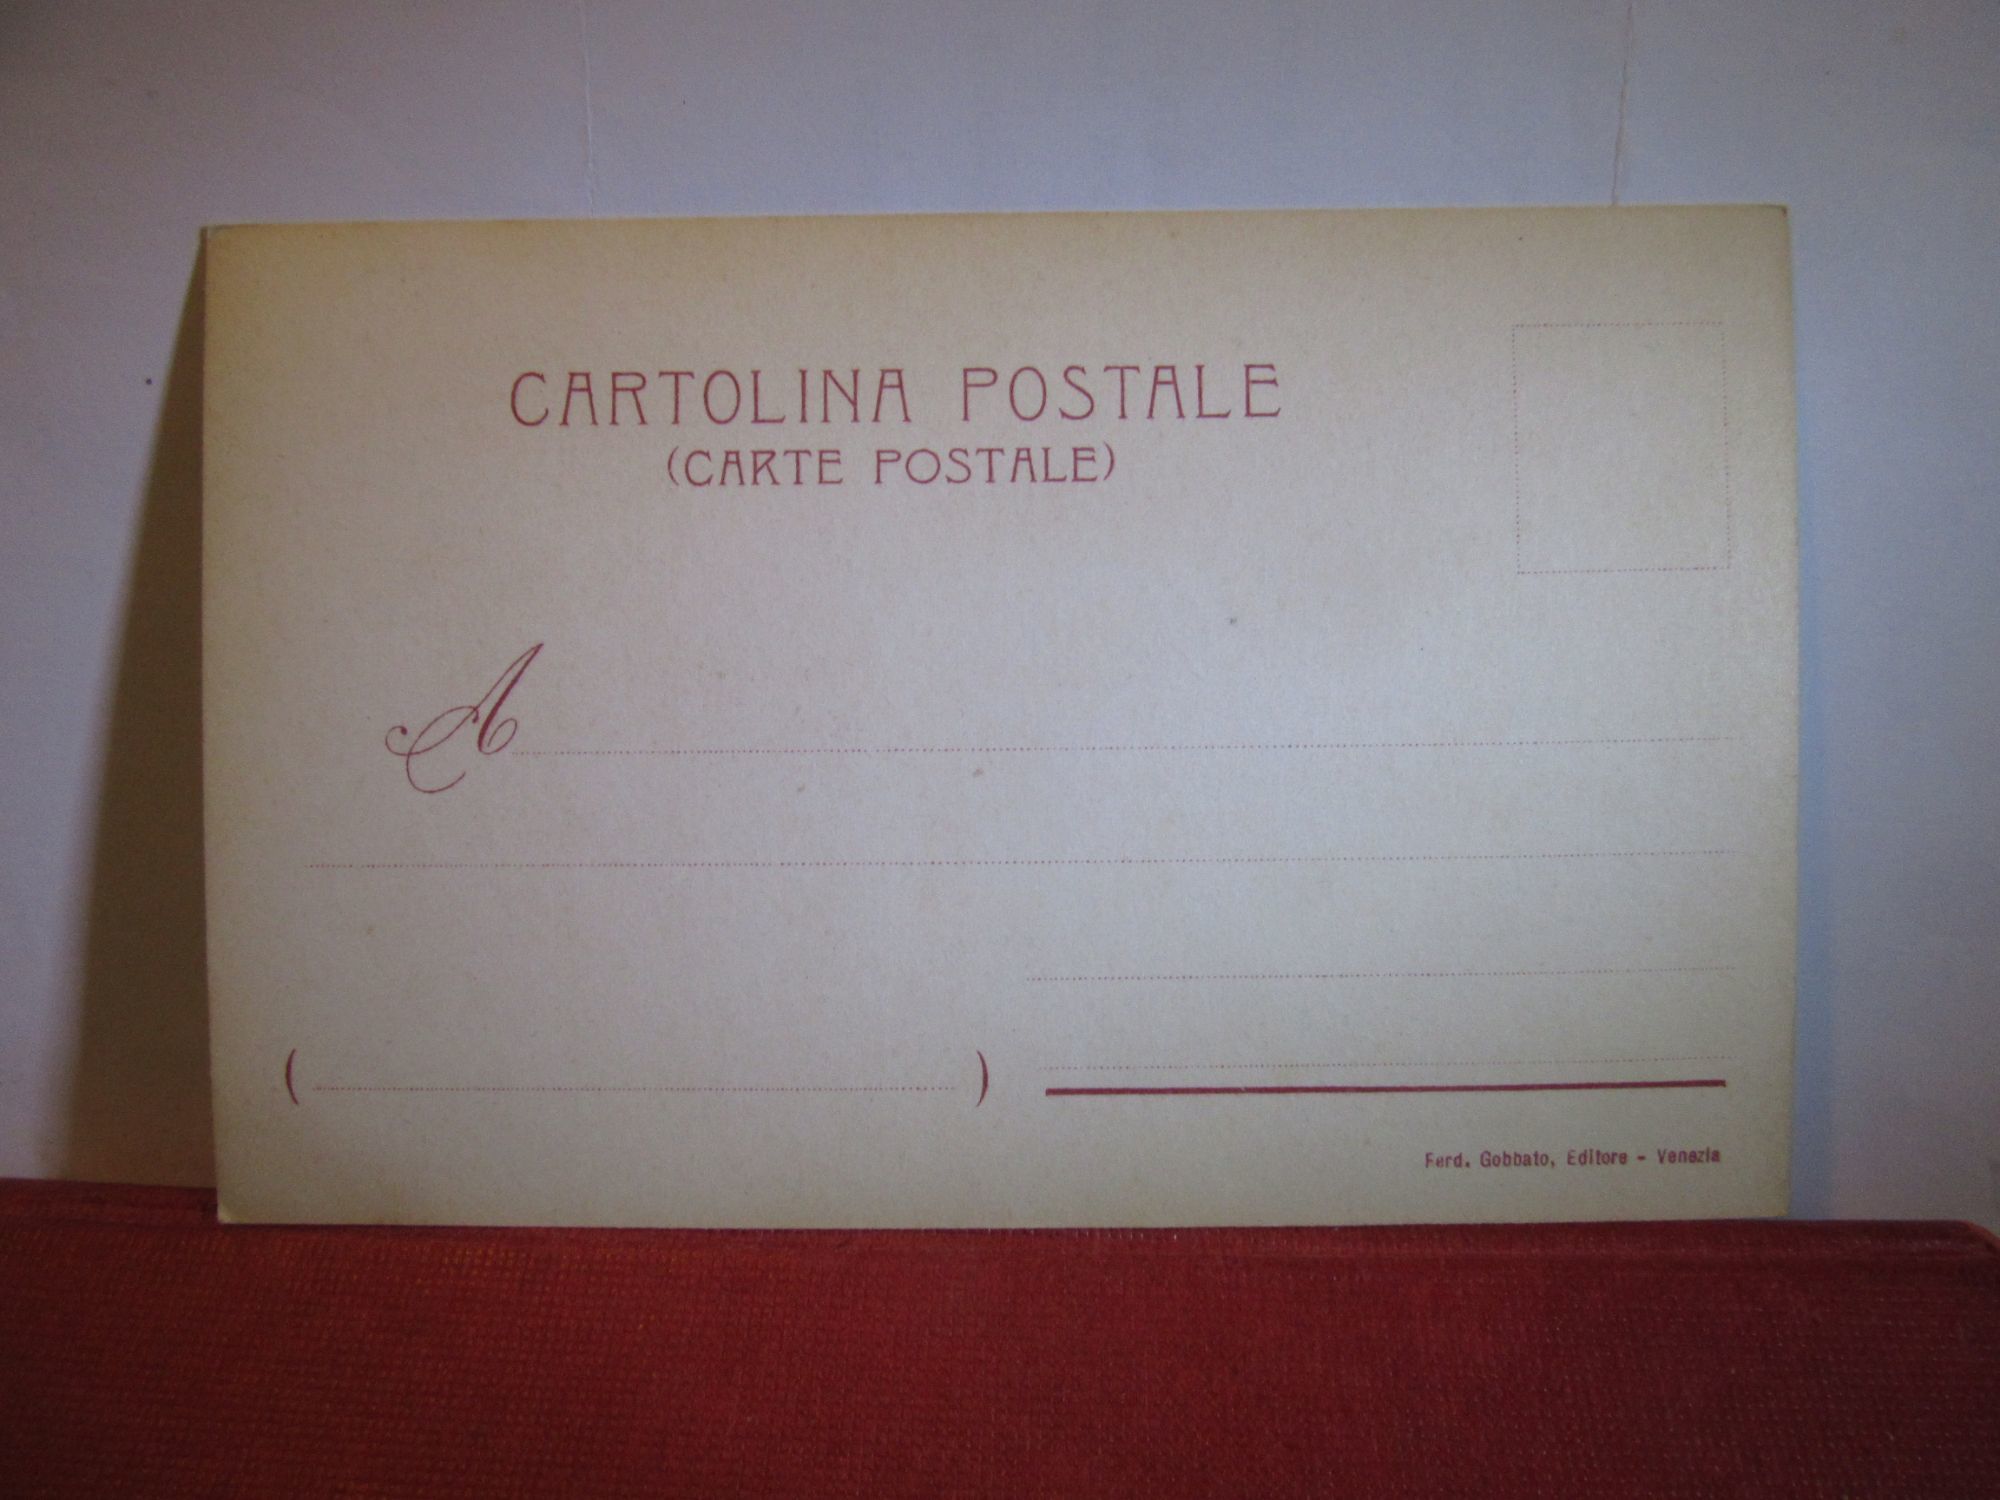 CARTOLINA POSTALE
(CARTE POSTALE)
A
( )
Ferd. Gobbato, Editore - Venezia